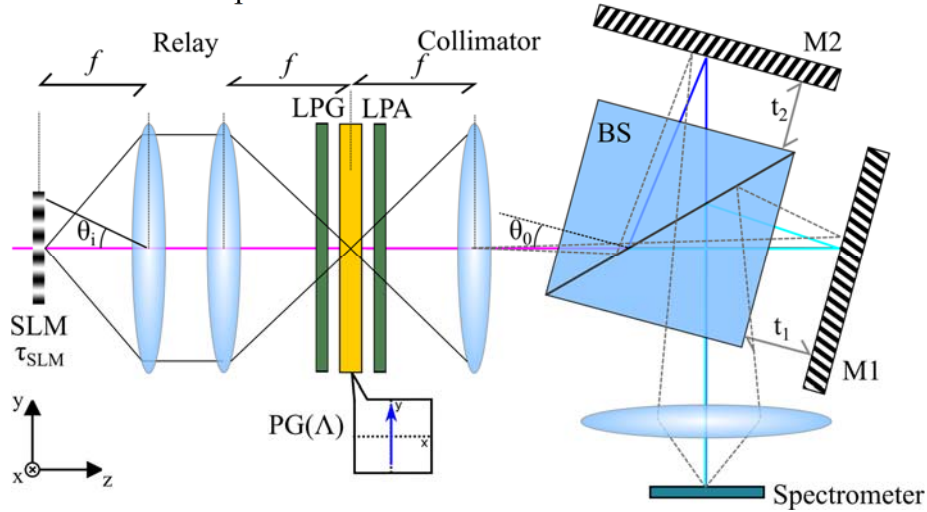 Relay
Collimator
M2
f
f
f
LPG
LPA
t₂
BS
θᵢ
θ₀
SLM
τSLM
t₁
M1
y
x
z
PG(Λ)
y
x
Spectrometer